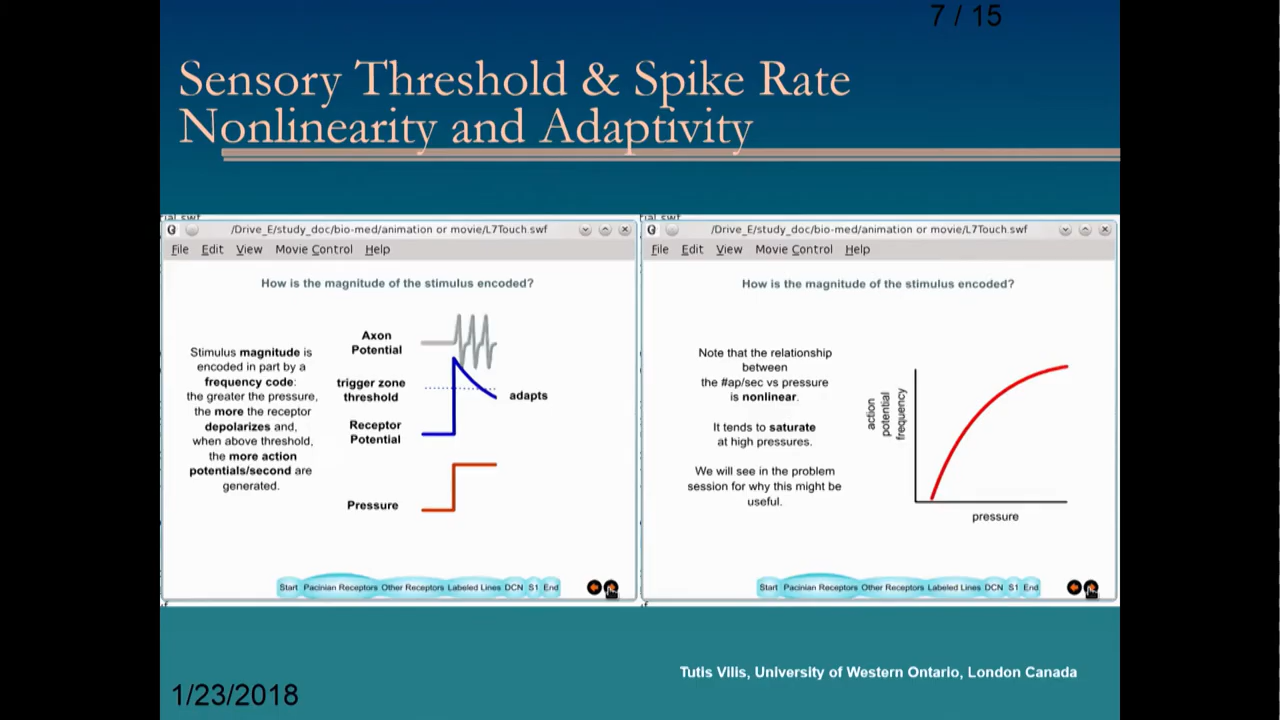 7 / 15
Sensory Threshold & Spike Rate
Nonlinearity and Adaptivity
/Drive_E/study_doc/bio-med/animation or movie/L7Touch.swf
File Edit View Movie Control Help
How is the magnitude of the stimulus encoded?
Stimulus magnitude is
encoded in part by a
frequency code:
the greater the pressure,
the more the receptor
depolarizes and,
when above threshold,
the more action
potentials/second are
generated.
Axon
Potential
trigger zone
threshold
adapts
Receptor
Potential
Pressure
Start Pacinian Receptors Other Receptors Labeled Lines DCN S1 End
/Drive_E/study_doc/bio-med/animation or movie/L7Touch.swf
File Edit View Movie Control Help
How is the magnitude of the stimulus encoded?
Note that the relationship
between
the #ap/sec vs pressure
is nonlinear.
It tends to saturate
at high pressures.
We will see in the problem
session for why this might be
useful.
action
potential
frequency
pressure
Start Pacinian Receptors Other Receptors Labeled Lines DCN S1 End
Tutis Vilis, University of Western Ontario, London Canada
1/23/2018